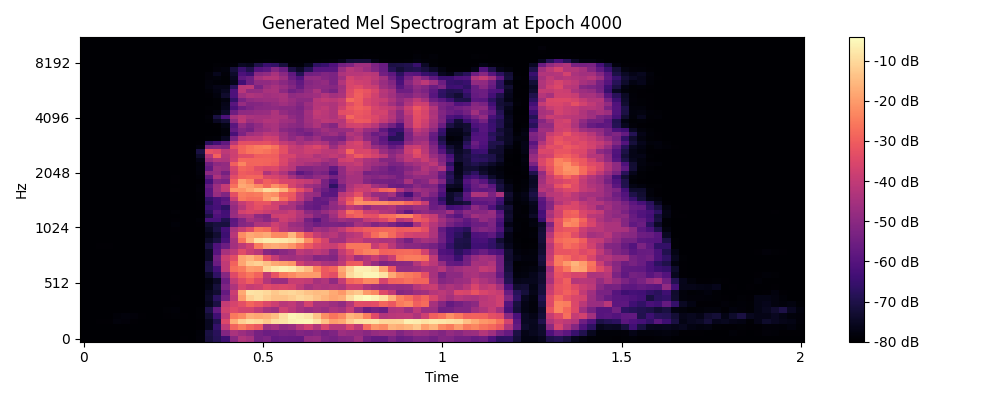 Generated Mel Spectrogram at Epoch 4000
8192
4096
2048
1024
512
0
Hz
0
0.5
1
1.5
2
Time
-10 dB
-20 dB
-30 dB
-40 dB
-50 dB
-60 dB
-70 dB
-80 dB